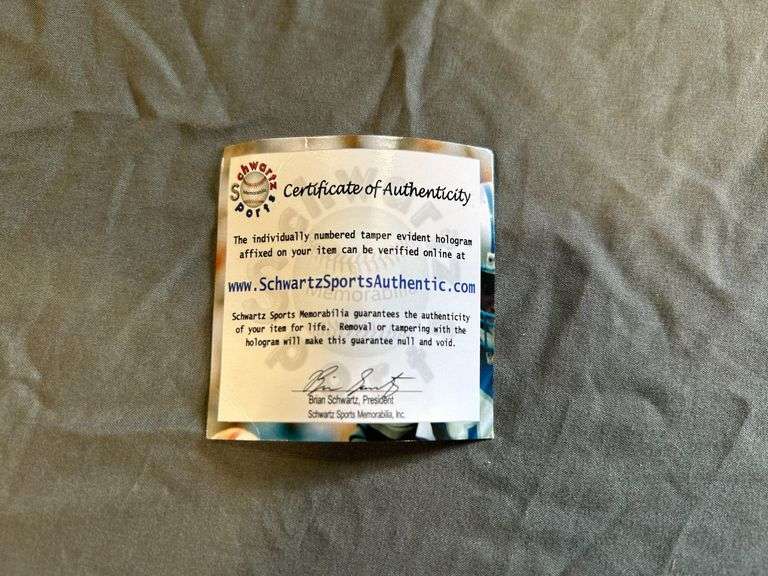 Schwartz
Sports
Memorabilia
Certificate of Authenticity
The individually numbered tamper evident hologram
affixed on your item can be verified online at
www.SchwartzSportsAuthentic.com
Schwartz Sports Memorabilia guarantees the authenticity
of your item for life. Removal or tampering with the
hologram will make this guarantee null and void.
Brian Schwartz, President
Schwartz Sports Memorabilia, Inc.